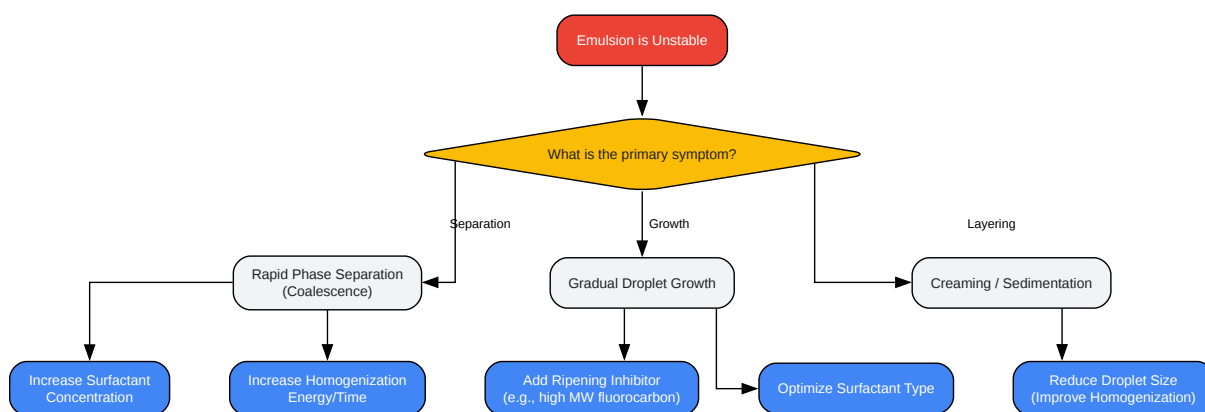 Emulsion is Unstable
What is the primary symptom?
Separation
Growth
Layering
Rapid Phase Separation
(Coalescence)
Gradual Droplet Growth
Creaming / Sedimentation
Increase Surfactant
Concentration
Increase Homogenization
Energy/Time
Add Ripening Inhibitor
(e.g., high MW fluorocarbon)
Optimize Surfactant Type
Reduce Droplet Size
(Improve Homogenization)